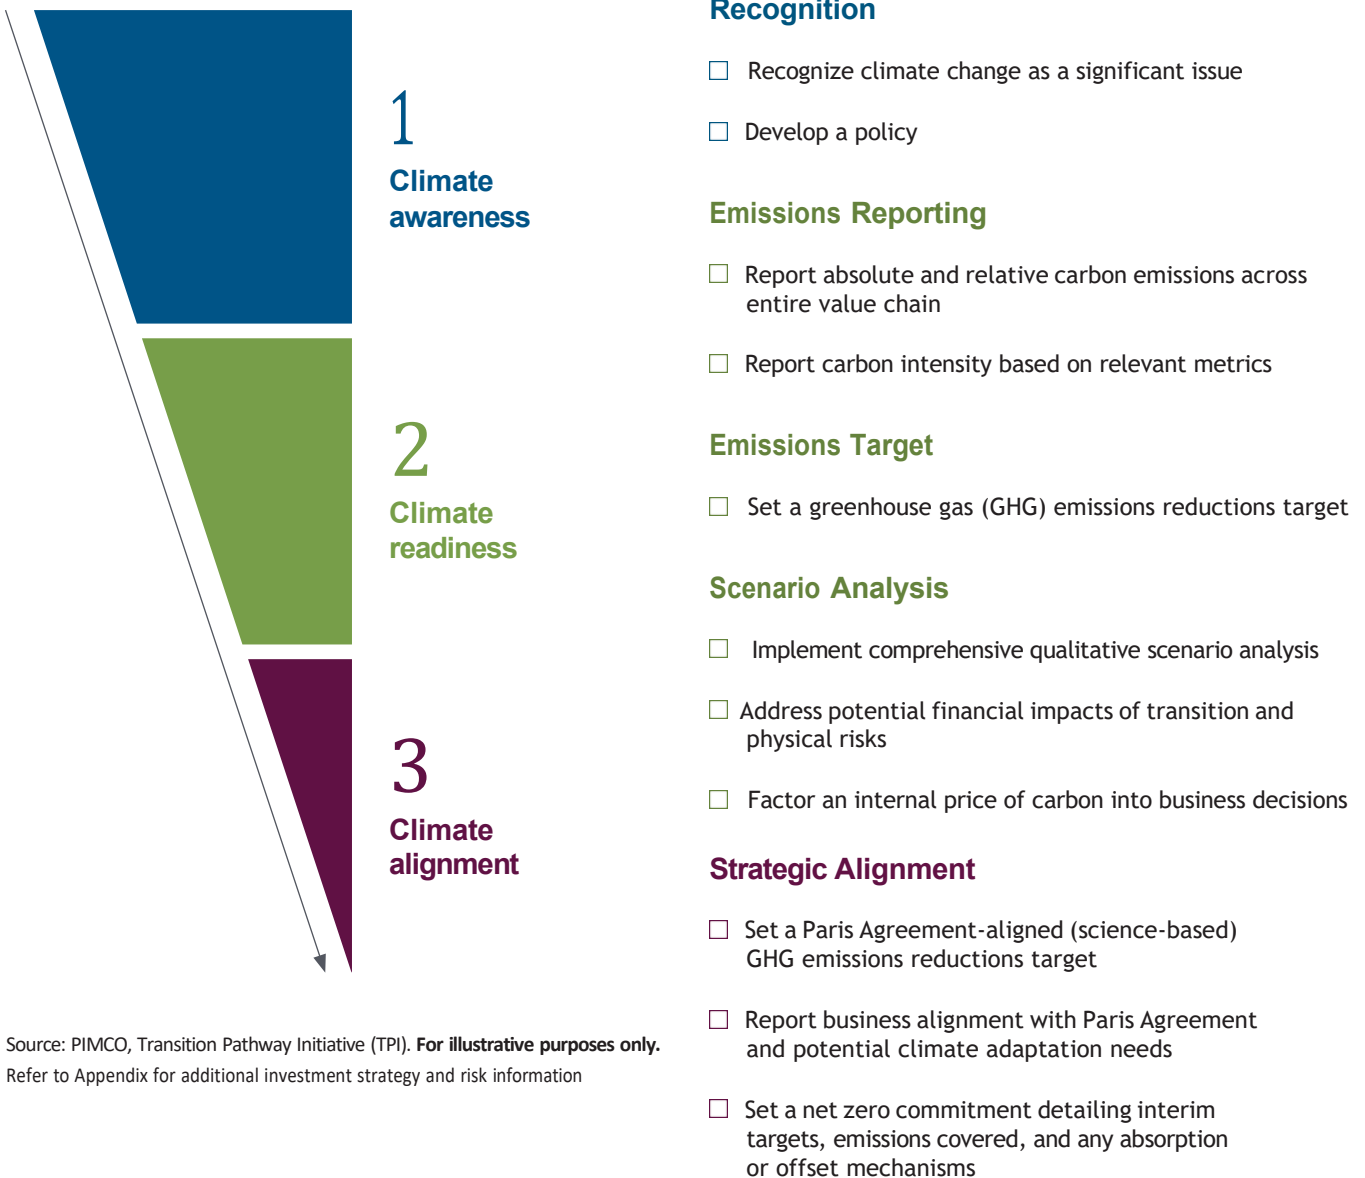 1
Climate
awareness
2
Climate
readiness
3
Climate
alignment
Source: PIMCO, Transition Pathway Initiative (TPI). For illustrative purposes only.
Refer to Appendix for additional investment strategy and risk information
Recognition
Recognize climate change as a significant issue
Develop a policy
Emissions Reporting
Report absolute and relative carbon emissions across
entire value chain
Report carbon intensity based on relevant metrics
Emissions Target
Set a greenhouse gas (GHG) emissions reductions target
Scenario Analysis
Implement comprehensive qualitative scenario analysis
Address potential financial impacts of transition and
physical risks
Factor an internal price of carbon into business decisions
Strategic Alignment
Set a Paris Agreement-aligned (science-based)
GHG emissions reductions target
Report business alignment with Paris Agreement
and potential climate adaptation needs
Set a net zero commitment detailing interim
targets, emissions covered, and any absorption
or offset mechanisms